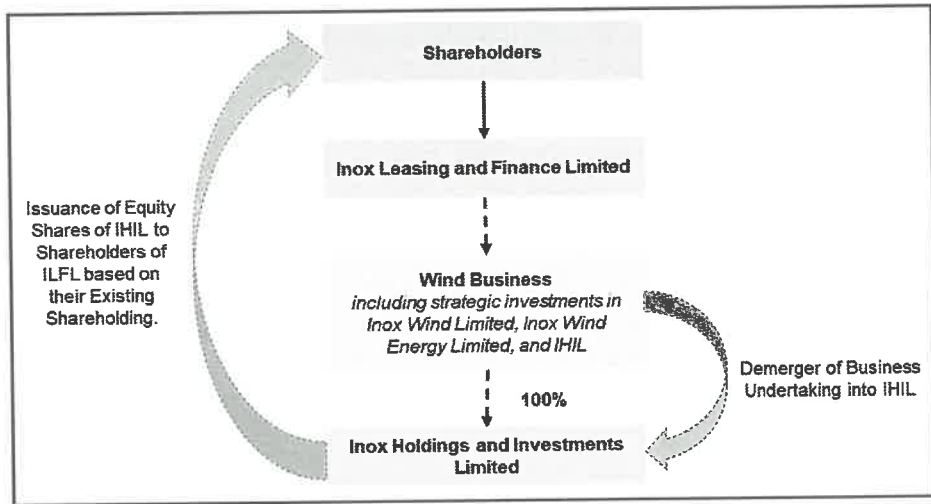 Shareholders
Inox Leasing and Finance Limited
Issuance of Equity
Shares of IHIL to
Shareholders of
ILFL based on
their Existing
Shareholding.
Wind Business
including strategic investments in
Inox Wind Limited, Inox Wind
Energy Limited, and IHIL
Demerger of Business
Undertaking into IHIL
100%
Inox Holdings and Investments
Limited